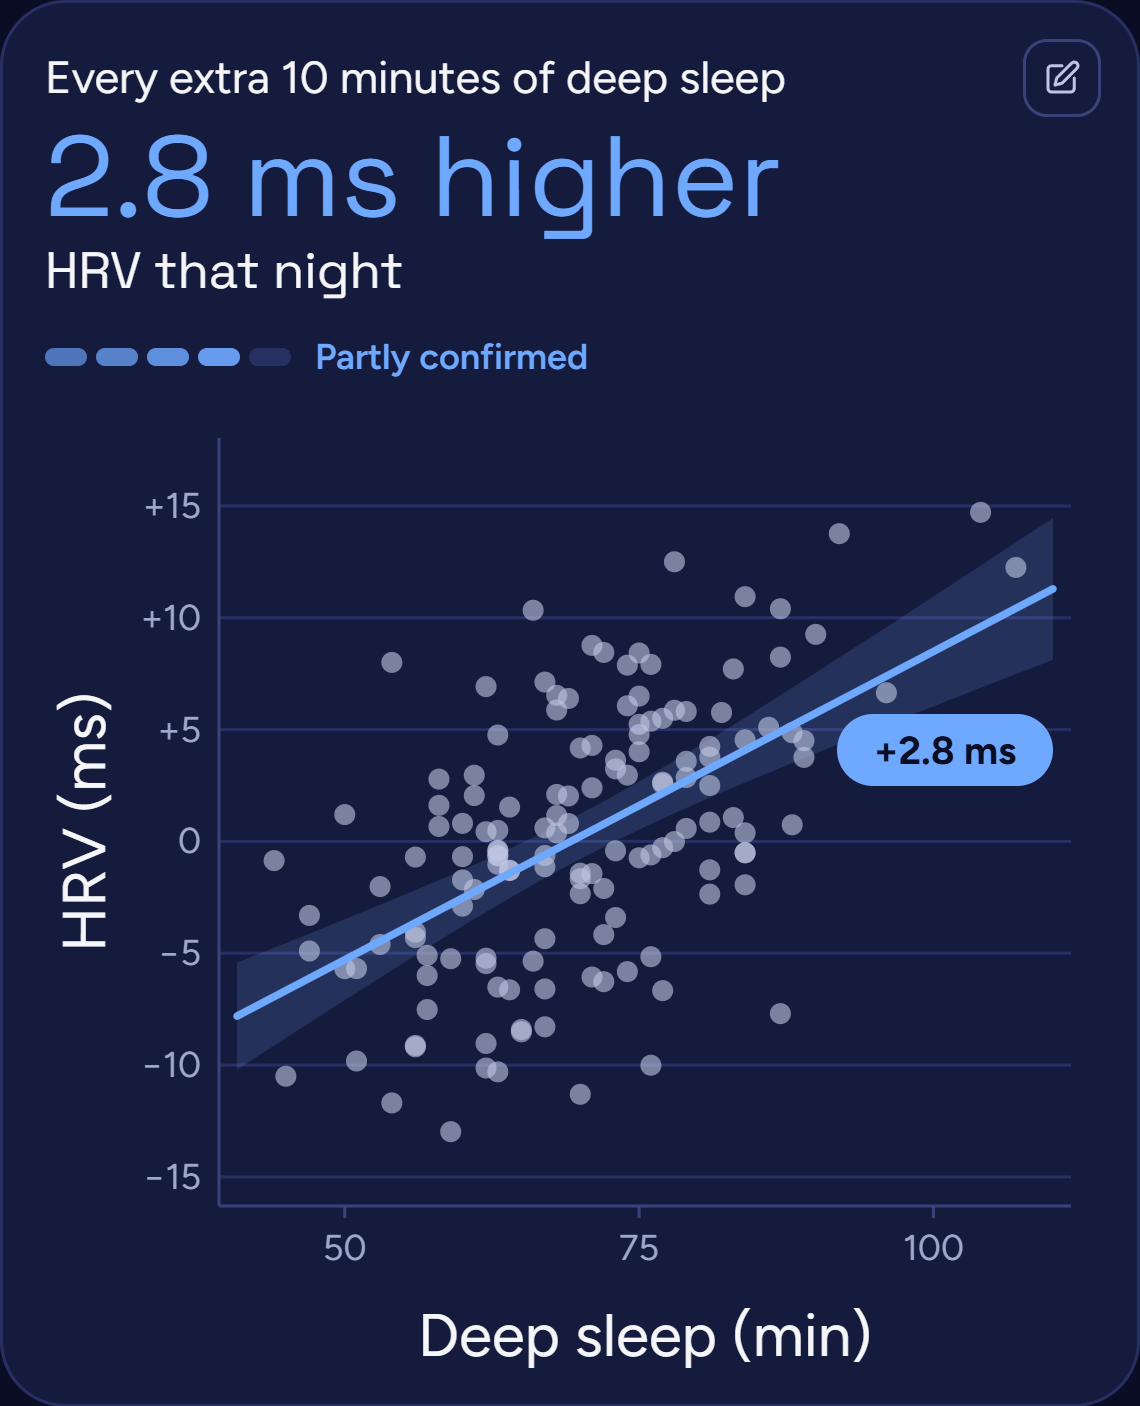 Every extra 10 minutes of deep sleep
2.8 ms higher
HRV that night
Partly confirmed
+15
+10
+5
0
−5
−10
−15
HRV (ms)
+2.8 ms
50 75 100
Deep sleep (min)